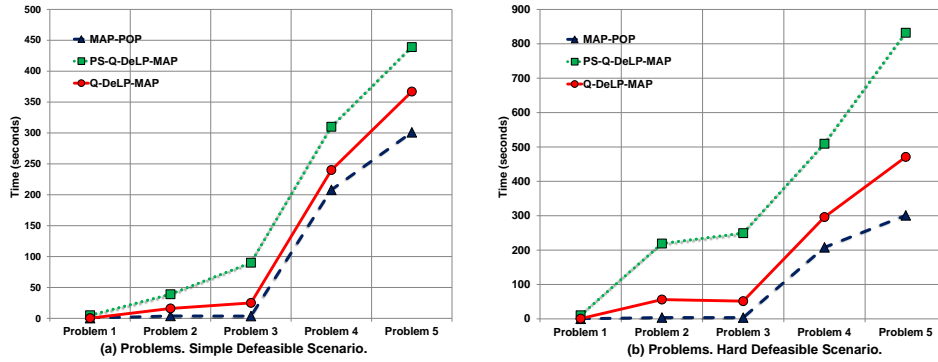 500
450
400
350
300
250
200
150
100
50
0
Time (seconds)
MAP-POP
PS-Q-DeLP-MAP
Q-DeLP-MAP
Problem 1 Problem 2 Problem 3 Problem 4 Problem 5
(a) Problems. Simple Defeasible Scenario.
900
800
700
600
500
400
300
200
100
0
Time (seconds)
MAP-POP
PS-Q-DeLP-MAP
Q-DeLP-MAP
Problem 1 Problem 2 Problem 3 Problem 4 Problem 5
(b) Problems. Hard Defeasible Scenario.